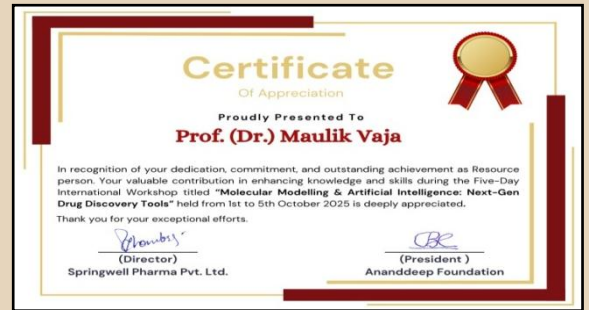 Certificate
Of Appreciation
Proudly Presented To
Prof. (Dr.) Maulik Vaja
In recognition of your dedication, commitment, and outstanding achievement as Resource
person. Your valuable contribution in enhancing knowledge and skills during the Five-Day
International Workshop titled "Molecular Modelling & Artificial Intelligence: Next-Gen
Drug Discovery Tools" held from 1st to 5th October 2025 is deeply appreciated.
Thank you for your exceptional efforts.
(Director)
Springwell Pharma Pvt. Ltd.
(President )
Ananddeep Foundation